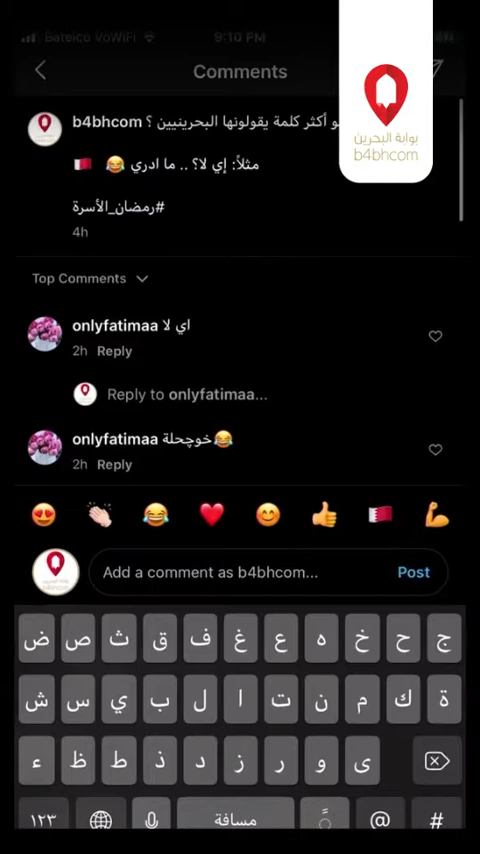 Batelco VoWiFi
9:10 PM
Comments
بوابة البحرين
b4bhcom
b4bhcom أكثر كلمة يقولونها البحرينيين ؟
مثلاً: إي لا؟ .. ما ادري 😂 🇧🇭
#رمضان_الأسرة
4h
Top Comments
onlyfatimaa اي لا
2h Reply
Reply to onlyfatimaa...
onlyfatimaa خوچحلة😂
2h Reply
😍 👏🏻 😂 ❤️ 😊 👍 🇧🇭 💪
Add a comment as b4bhcom... Post
ض ص ث ق ف غ ع ه خ ح ج
ش س ي ب ل ا ت ن م ك ة
ء ظ ط ذ د ز ر و ى
١٢٣ مسافة @ #